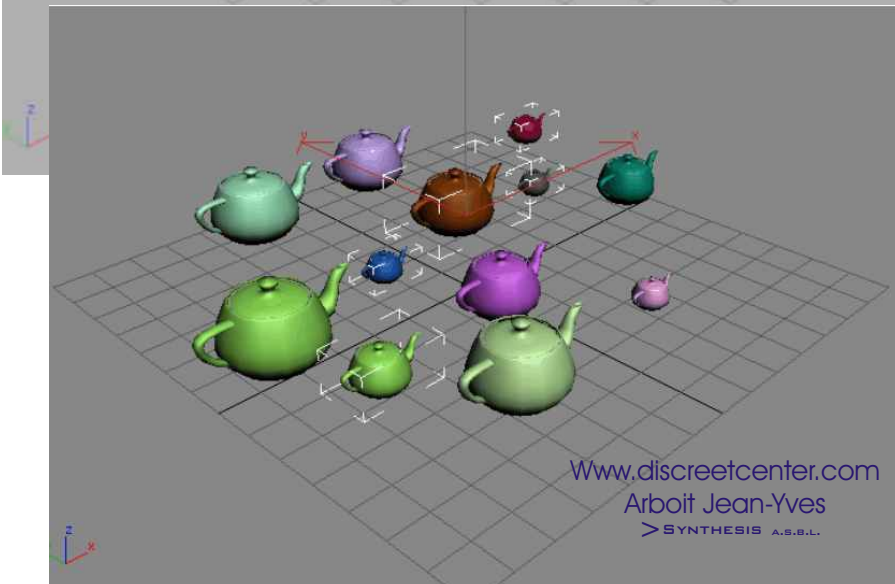 z
y
x
Www.discreetcenter.com
Arboit Jean-Yves
>SYNTHESIS A.S.B.L.
z
x